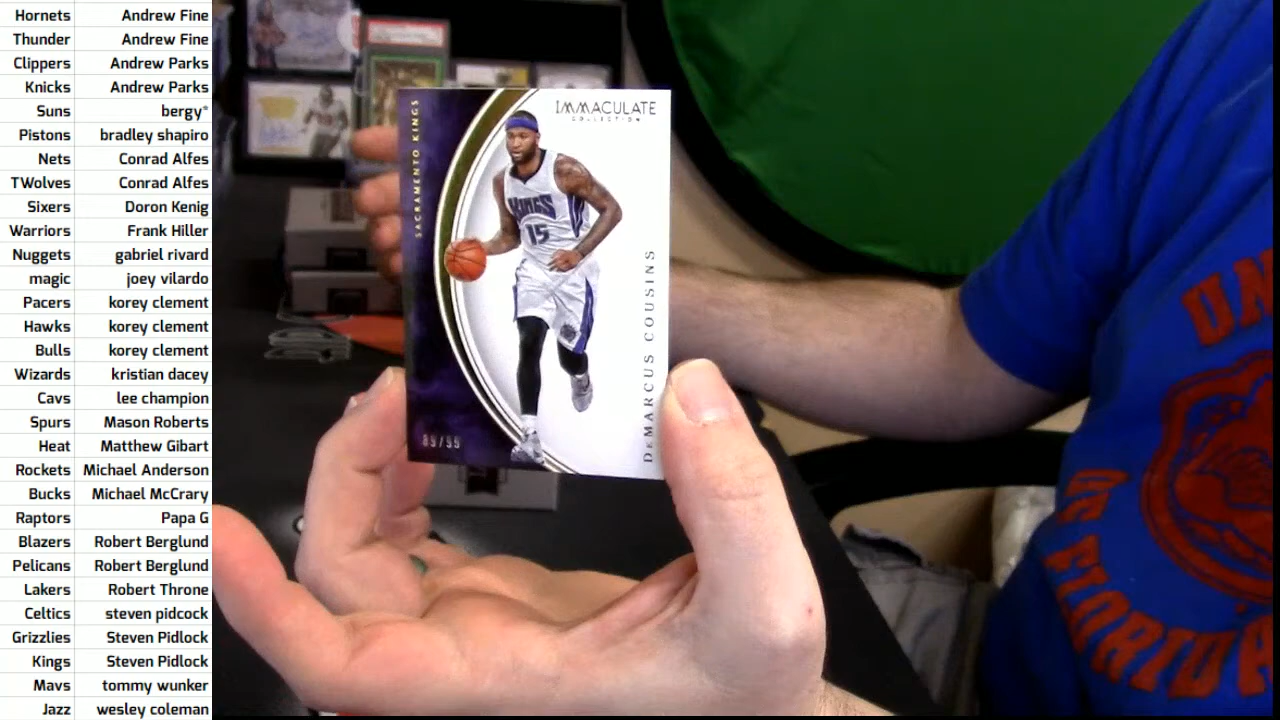 Hornets Andrew Fine
Thunder Andrew Fine
Clippers Andrew Parks
Knicks Andrew Parks
Suns bergy*
Pistons bradley shapiro
Nets Conrad Alfes
TWolves Conrad Alfes
Sixers Doron Kenig
Warriors Frank Hiller
Nuggets gabriel rivard
magic joey vilardo
Pacers korey clement
Hawks korey clement
Bulls korey clement
Wizards kristian dacey
Cavs lee champion
Spurs Mason Roberts
Heat Matthew Gibart
Rockets Michael Anderson
Bucks Michael McCrary
Raptors Papa G
Blazers Robert Berglund
Pelicans Robert Berglund
Lakers Robert Throne
Celtics steven pidcock
Grizzlies Steven Pidlock
Kings Steven Pidlock
Mavs tommy wunker
Jazz wesley coleman
IMMACULATE
COLLECTION
SACRAMENTO KINGS
KINGS
15
DeMARCUS COUSINS
89/99
OF FLORIDA